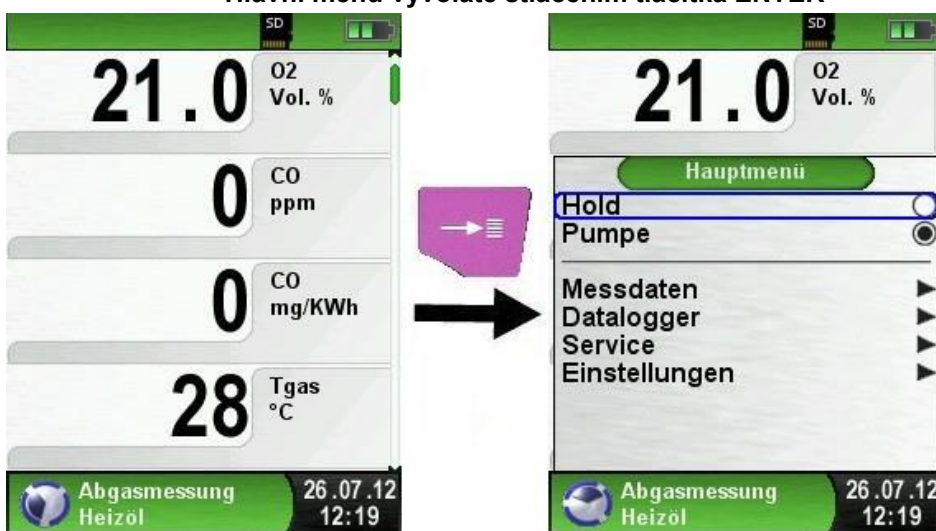 Hlavní menu vyvoláte stlačením tlačítka ENTER
SD
21.0
O2
Vol. %
0
CO
ppm
0
CO
mg/KWh
28
Tgas
°C
Abgasmessung
Heizöl
26.07.12
12:19
SD
21.0
O2
Vol. %
Hauptmenü
Hold
Pumpe
Messdaten
Datalogger
Service
Einstellungen
Abgasmessung
Heizöl
26.07.12
12:19